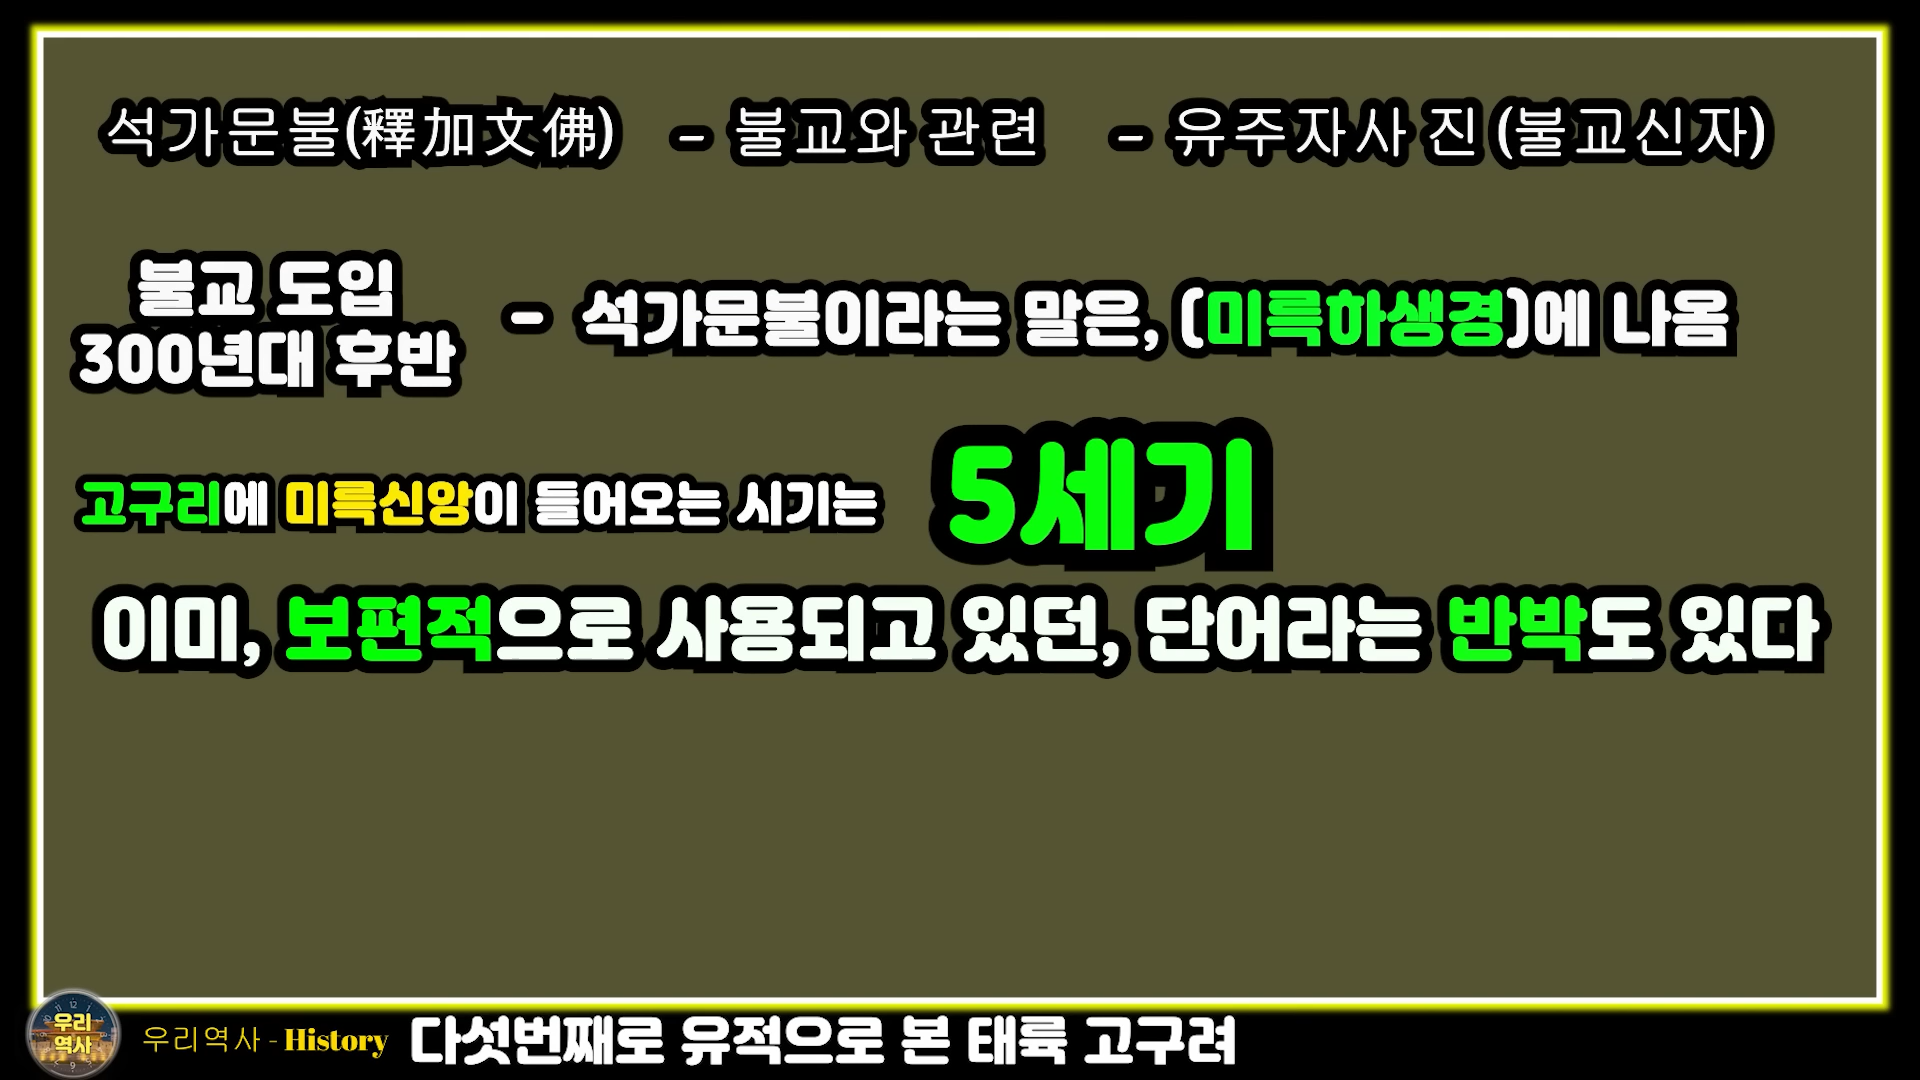 석가문불(釋加文佛) - 불교와 관련 - 유주자사 진 (불교신자)
불교 도입
300년대 후반
- 석가문불이라는 말은, (미륵하생경)에 나옴
고구리에 미륵신앙이 들어오는 시기는 5세기
이미, 보편적으로 사용되고 있던, 단어라는 반박도 있다
우리
역사
우리역사 - History 다섯번째로 유적으로 본 태륙 고구려